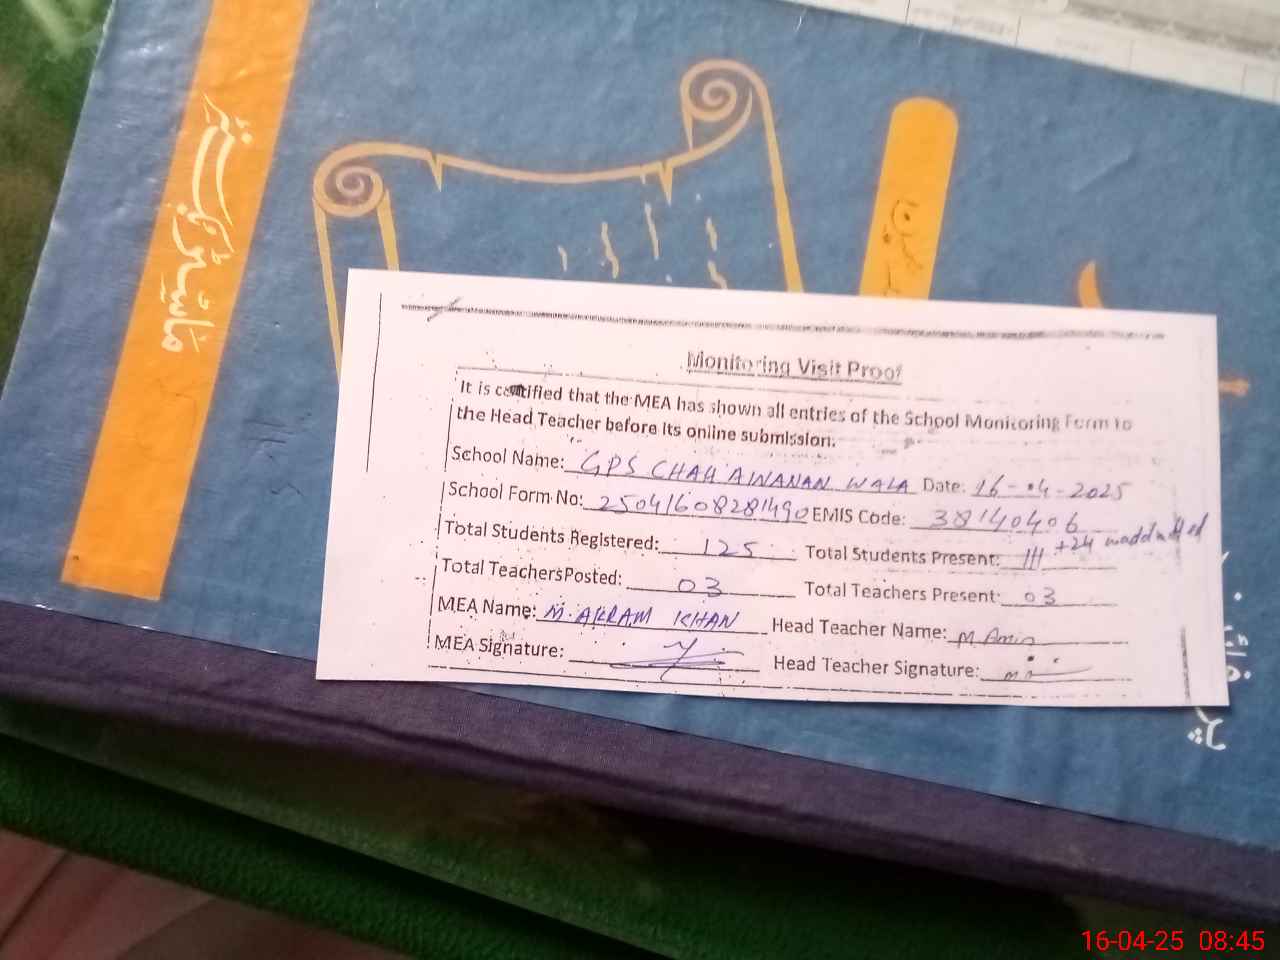 Monitoring Visit Proof
It is certified that the MEA has shown all entries of the School Monitoring Form to
the Head Teacher before its online submission.
School Name: GPS CHAH AWANAN WALA Date: 16-04-2025
School Form No: 25041608281490 EMIS Code: 38140406
Total Students Registered: 125 Total Students Present: 111 +24
Total Teachers Posted: 03 Total Teachers Present: 03
MEA Name: M. AKRAM KHAN Head Teacher Name: M Amin
MEA Signature: Head Teacher Signature:
16-04-25 08:45